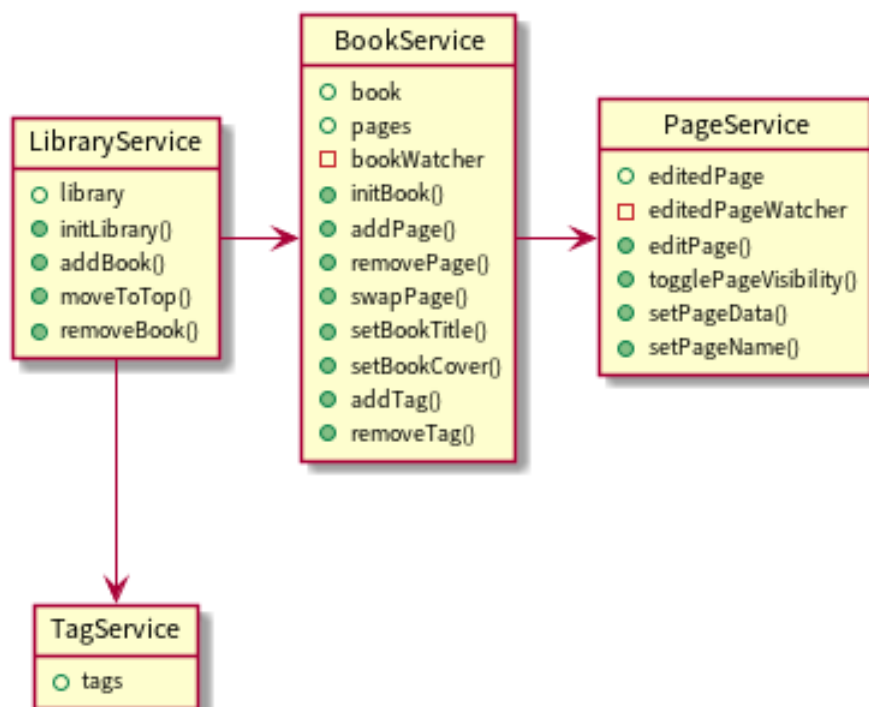 LibraryService
library
initLibrary()
addBook()
moveToTop()
removeBook()
BookService
book
pages
bookWatcher
initBook()
addPage()
removePage()
swapPage()
setBookTitle()
setBookCover()
addTag()
removeTag()
PageService
editedPage
editedPageWatcher
editPage()
togglePageVisibility()
setPageData()
setPageName()
TagService
tags